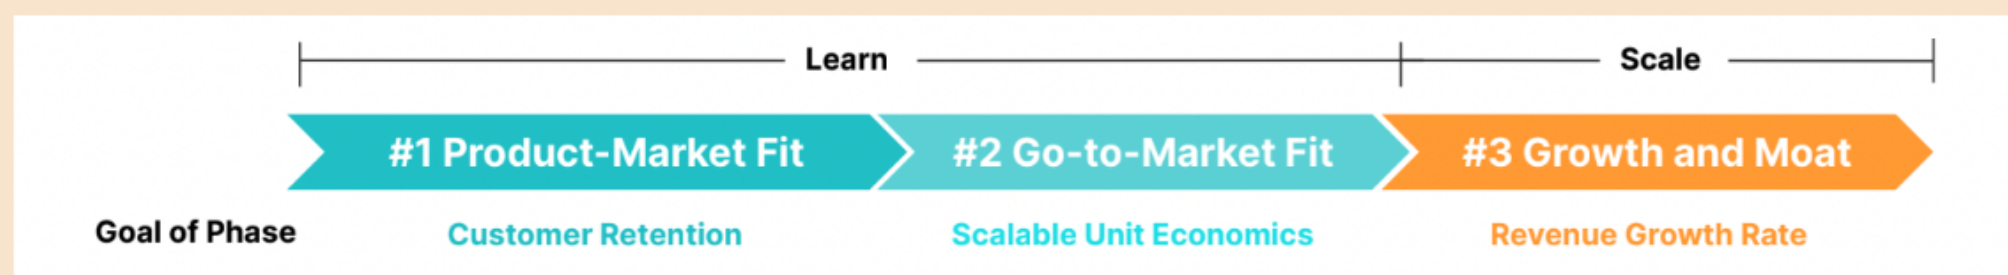 Learn
Scale
#1 Product-Market Fit
#2 Go-to-Market Fit
#3 Growth and Moat
Goal of Phase
Customer Retention
Scalable Unit Economics
Revenue Growth Rate